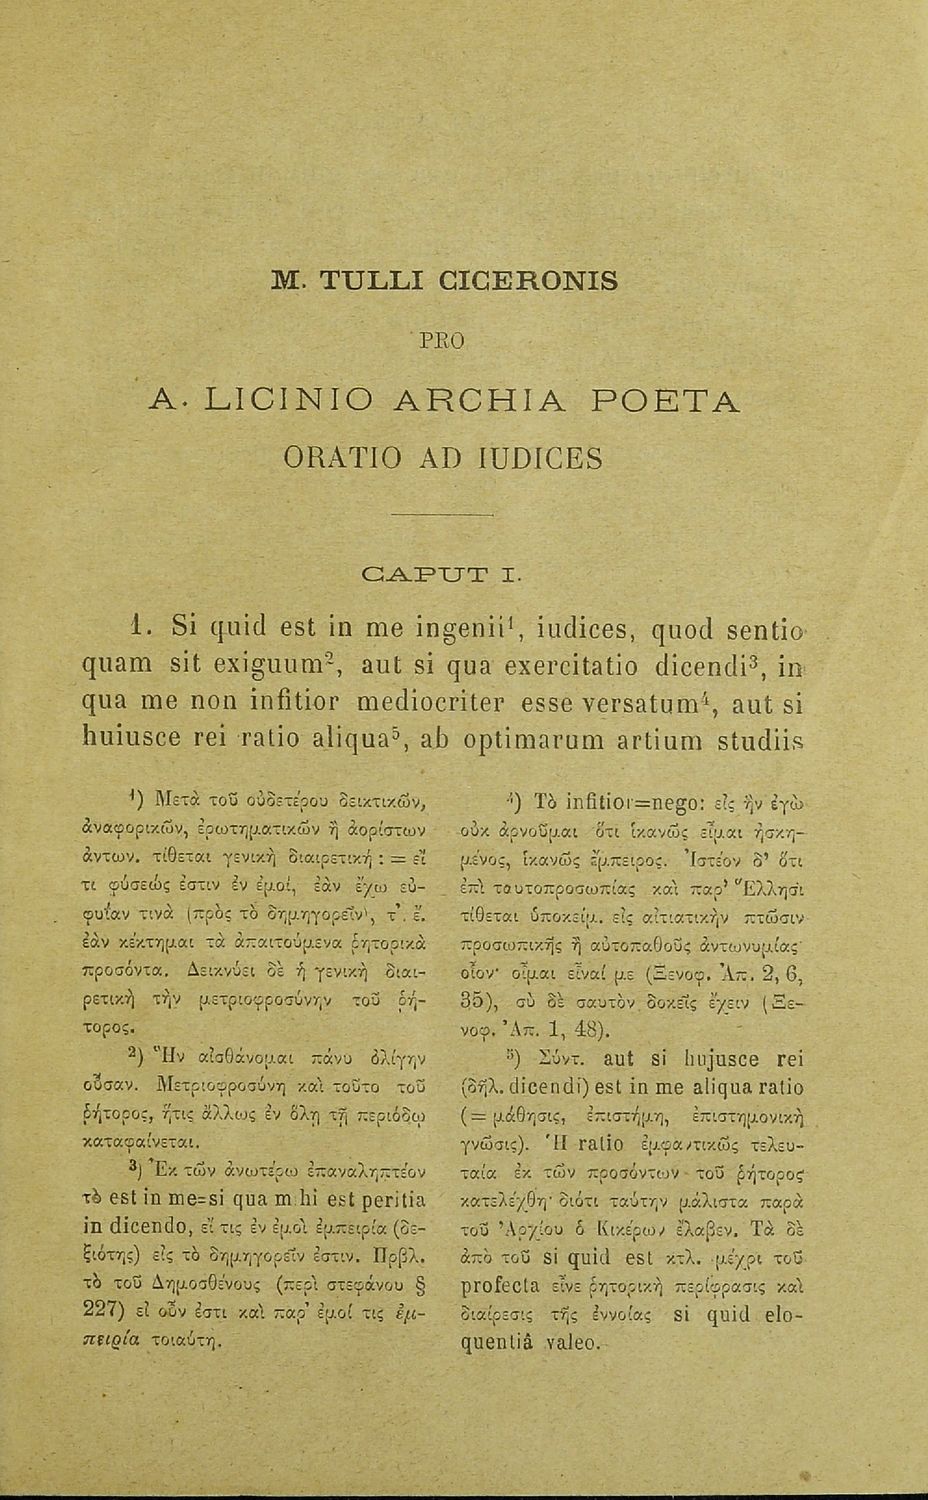 M. TULLI CICERONIS
PRO
A. LICINIO ARCHIA POETA
ORATIO AD IUDICES
CAPUT I.
1. Si quid est in me ingenii¹, iudices, quod sentio
quam sit exiguum², aut si qua exercitatio dicendi³, in
qua me non infitior mediocriter esse versatum⁴, aut si
huiusce rei ratio aliqua⁵, ab optimarum artium studiis
¹) Μετὰ τοῦ οὐδετέρου δεικτικῶν,
ἀναφορικῶν, ἐρωτηματικῶν ἢ ἀορίστων
ἀντων. τίθεται γενικὴ διαιρετική : = εἴ
τι φύσεώς ἐστιν ἐν ἐμοί, ἐὰν ἔχω εὐ-
φυΐαν τινὰ (πρὸς τὸ δημηγορεῖν), τ'. ἔ.
ἐὰν κέκτημαι τὰ ἀπαιτούμενα ῥητορικὰ
προσόντα. Δεικνύει δὲ ἡ γενικὴ διαι-
ρετικὴ τὴν μετριοφροσύνην τοῦ ῥή-
τορος.
²) Ἣν αἰσθάνομαι πάνυ ὀλίγην
οὖσαν. Μετριοφροσύνη καὶ τοῦτο τοῦ
ῥήτορος, ἥτις ἄλλως ἐν ὅλῃ τῇ περιόδῳ
καταφαίνεται.
³) Ἐκ τῶν ἀνωτέρω ἐπαναληπτέον
τὸ est in me=si qua mihi est peritia
in dicendo, εἴ τις ἐν ἐμοὶ ἐμπειρία (δε-
ξιότης) εἰς τὸ δημηγορεῖν ἐστιν. Πρβλ.
τὸ τοῦ Δημοσθένους (περὶ στεφάνου §
227) εἰ οὖν ἐστι καὶ παρ' ἐμοί τις ἐμ-
πειρία τοιαύτη.
⁴) Τὸ infitior=nego: εἰς ἣν ἐγὼ
οὐκ ἀρνοῦμαι ὅτι ἱκανῶς εἶμαι ἠσκη-
μένος, ἱκανῶς ἔμπειρος. Ἰστέον δ' ὅτι
ἐπὶ ταυτοπροσωπίας καὶ παρ' Ἕλλησι
τίθεται ὑποκείμ. εἰς αἰτιατικὴν πτῶσιν
προσωπικῆς ἢ αὐτοπαθοῦς ἀντωνυμίας·
οἷον· οἶμαι εἶναί με (Ξενοφ. Ἀπ. 2, 6,
35), σὺ δὲ σαυτὸν δοκεῖς ἔχειν (Ξε-
νοφ. Ἀπ. 1, 48).
⁵) Σύντ. aut si hujusce rei
(δῆλ. dicendi) est in me aliqua ratio
(= μάθησις, ἐπιστήμη, ἐπιστημονικὴ
γνῶσις). Ἡ ratio ἐμφαντικῶς τελευ-
ταία ἐκ τῶν προσόντων τοῦ ῥήτορος
κατελέχθη· διότι ταύτην μάλιστα παρὰ
τοῦ Ἀρχίου ὁ Κικέρων ἔλαβεν. Τὰ δὲ
ἀπὸ τοῦ si quid est κτλ. μέχρι τοῦ
profecta εἶνε ῥητορικὴ περίφρασις καὶ
διαίρεσις τῆς ἐννοίας si quid elo-
quentiâ valeo.